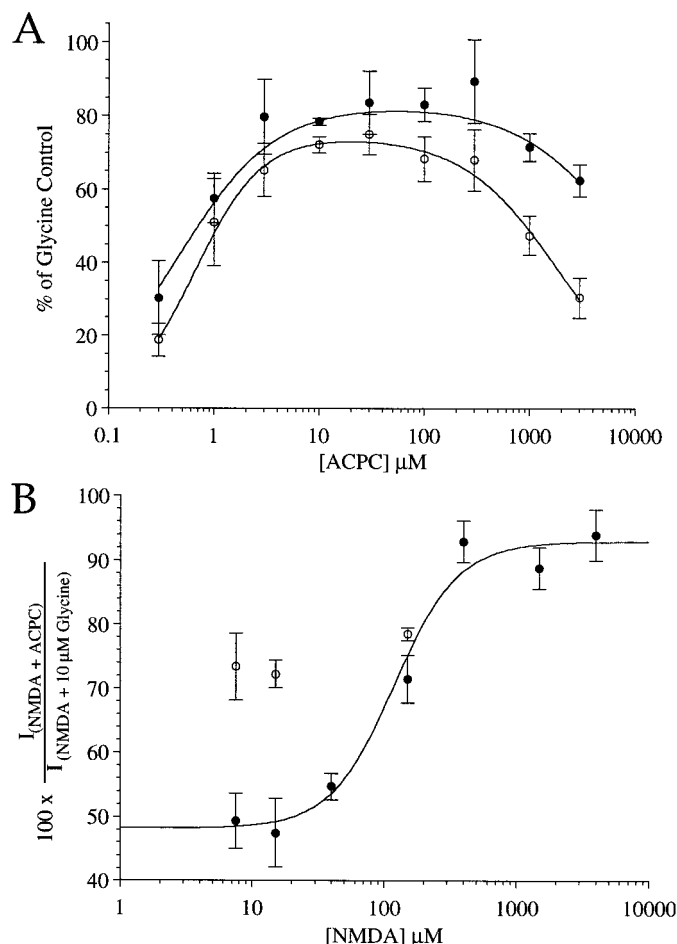 A
100
80
60
40
20
0
% of Glycine Control
0.1 1 10 100 1000 10000
[ACPC] μM
B
100
90
80
70
60
50
40
100 x I(NMDA + ACPC)
I(NMDA + 10 μM Glycine)
1 10 100 1000 10000
[NMDA] μM